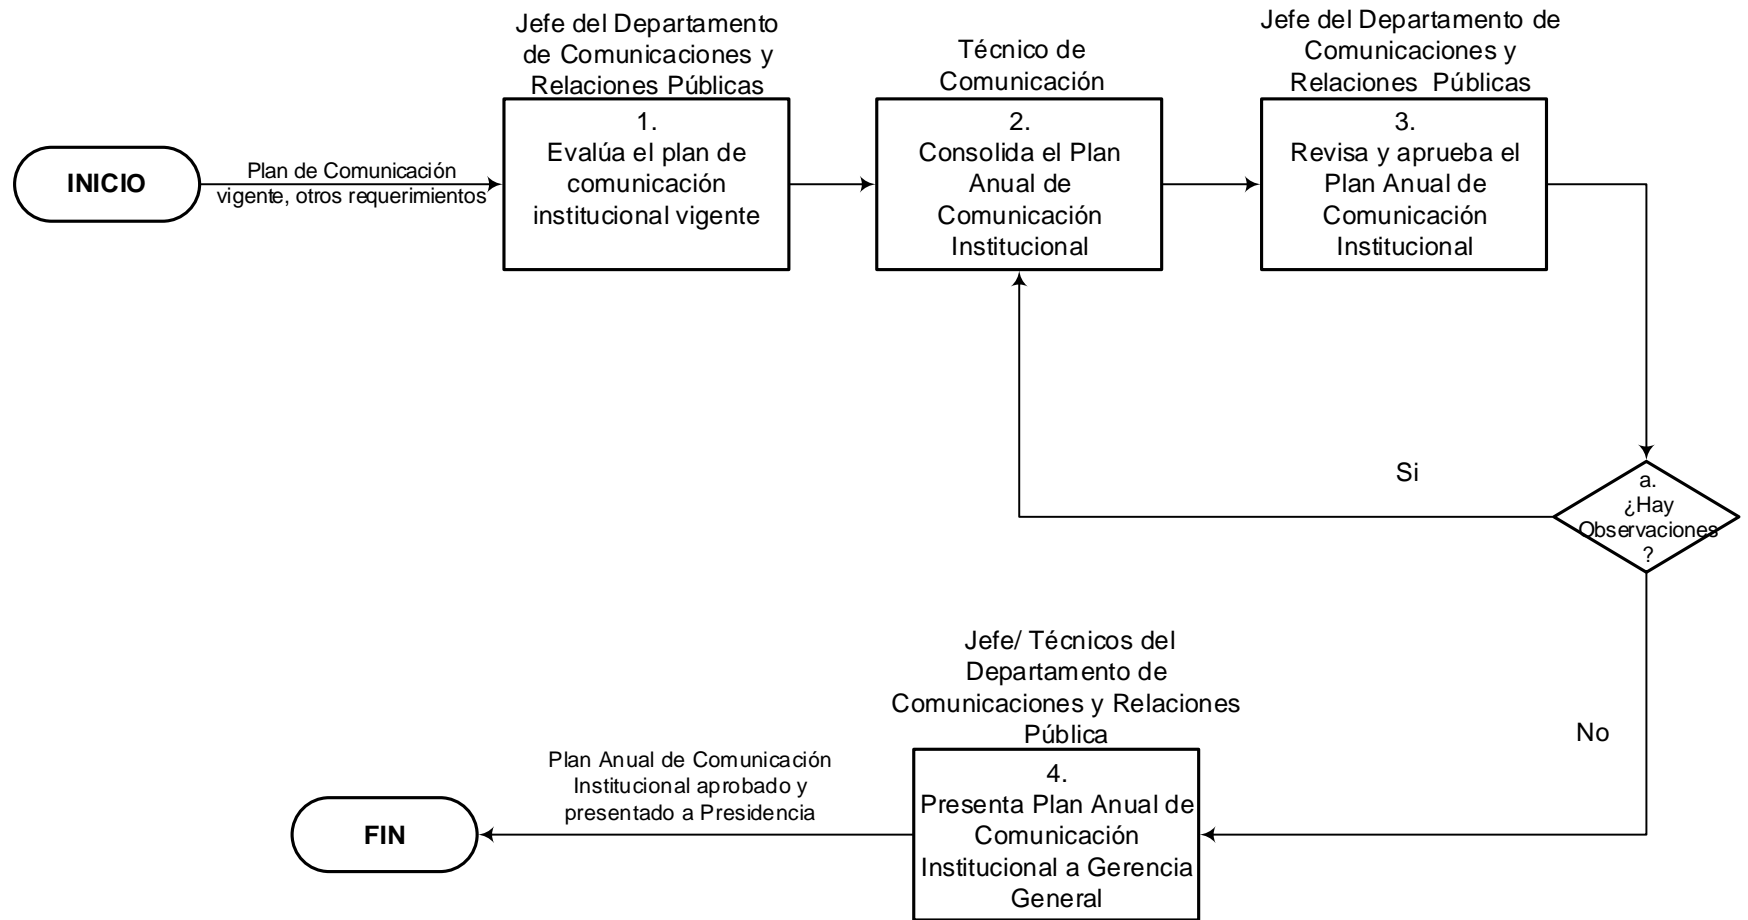 INICIO
Plan de Comunicación
vigente, otros requerimientos
Jefe del Departamento
de Comunicaciones y
Relaciones Públicas
1.
Evalúa el plan de
comunicación
institucional vigente
Técnico de
Comunicación
2.
Consolida el Plan
Anual de
Comunicación
Institucional
Jefe del Departamento de
Comunicaciones y
Relaciones Públicas
3.
Revisa y aprueba el
Plan Anual de
Comunicación
Institucional
a.
¿Hay
Observaciones
?
Si
No
Jefe/ Técnicos del
Departamento de
Comunicaciones y Relaciones
Pública
4.
Presenta Plan Anual de
Comunicación
Institucional a Gerencia
General
Plan Anual de Comunicación
Institucional aprobado y
presentado a Presidencia
FIN